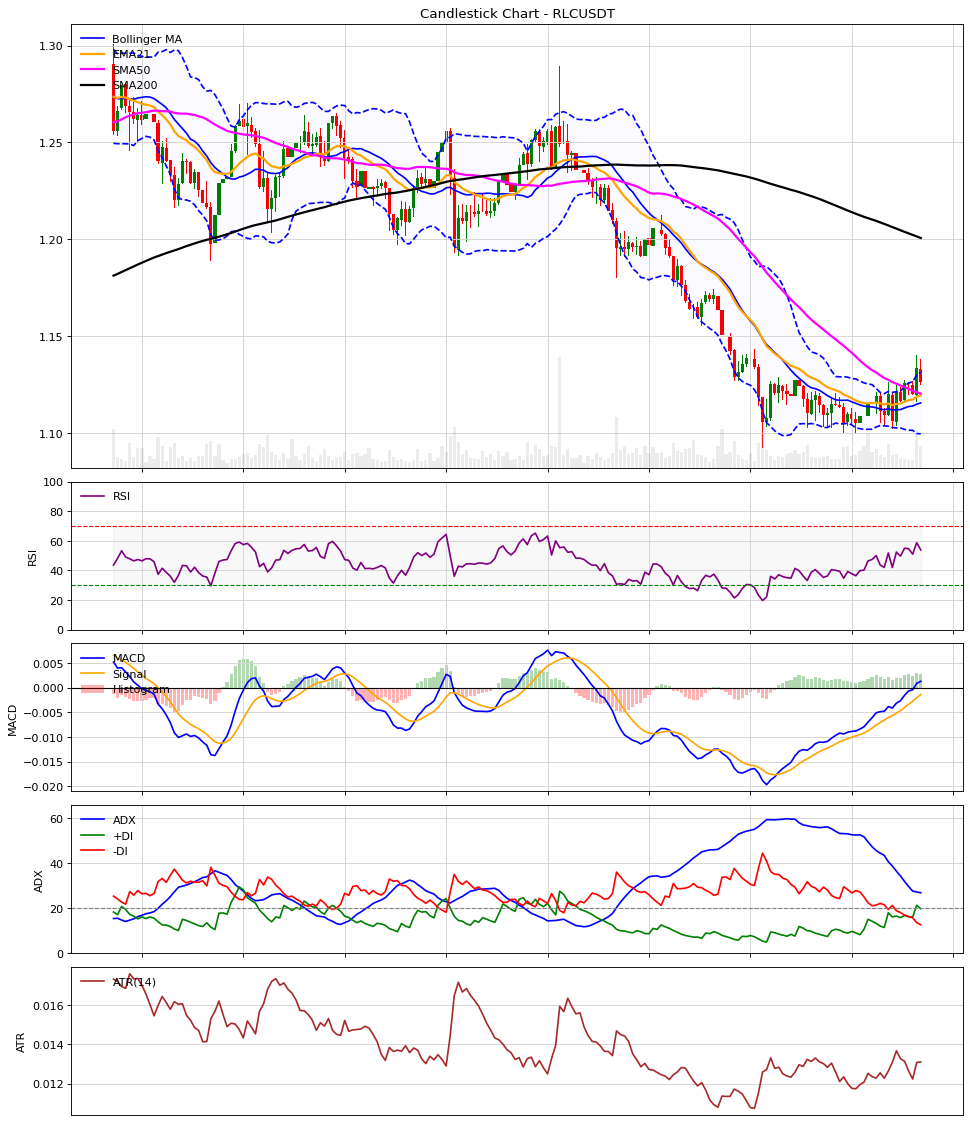 Candlestick Chart - RLCUSDT
Bollinger MA
EMA21
SMA50
SMA200
1.30
1.25
1.20
1.15
1.10
RSI
RSI
100
80
60
40
20
0
MACD
Signal
Histogram
MACD
0.005
0.000
−0.005
−0.010
−0.015
−0.020
ADX
+DI
-DI
ADX
60
40
20
0
ATR(14)
ATR
0.016
0.014
0.012